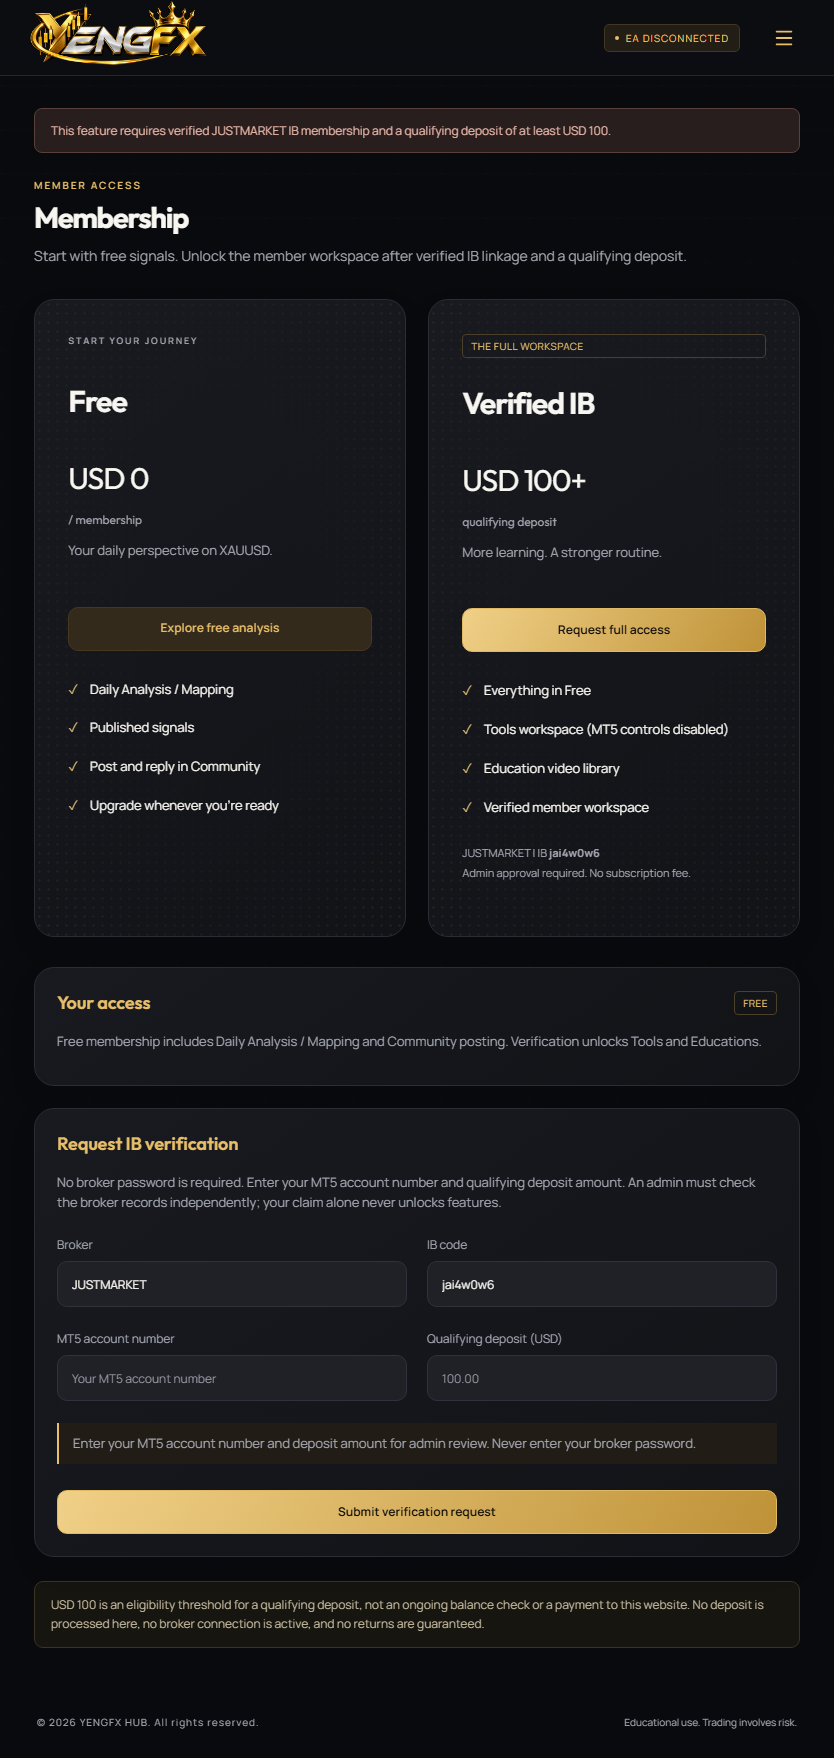 YENGFX
• EA DISCONNECTED
This feature requires verified JUSTMARKET IB membership and a qualifying deposit of at least USD 100.
MEMBER ACCESS
Membership
Start with free signals. Unlock the member workspace after verified IB linkage and a qualifying deposit.
START YOUR JOURNEY
Free
USD 0
/ membership
Your daily perspective on XAUUSD.
Explore free analysis
✓ Daily Analysis / Mapping
✓ Published signals
✓ Post and reply in Community
✓ Upgrade whenever you're ready
THE FULL WORKSPACE
Verified IB
USD 100+
qualifying deposit
More learning. A stronger routine.
Request full access
✓ Everything in Free
✓ Tools workspace (MT5 controls disabled)
✓ Education video library
✓ Verified member workspace
JUSTMARKET | IB jai4w0w6
Admin approval required. No subscription fee.
Your access
FREE
Free membership includes Daily Analysis / Mapping and Community posting. Verification unlocks Tools and Educations.
Request IB verification
No broker password is required. Enter your MT5 account number and qualifying deposit amount. An admin must check
the broker records independently; your claim alone never unlocks features.
Broker
IB code
JUSTMARKET
jai4w0w6
MT5 account number
Qualifying deposit (USD)
Your MT5 account number
100.00
Enter your MT5 account number and deposit amount for admin review. Never enter your broker password.
Submit verification request
USD 100 is an eligibility threshold for a qualifying deposit, not an ongoing balance check or a payment to this website. No deposit is
processed here, no broker connection is active, and no returns are guaranteed.
© 2026 YENGFX HUB. All rights reserved.
Educational use. Trading involves risk.